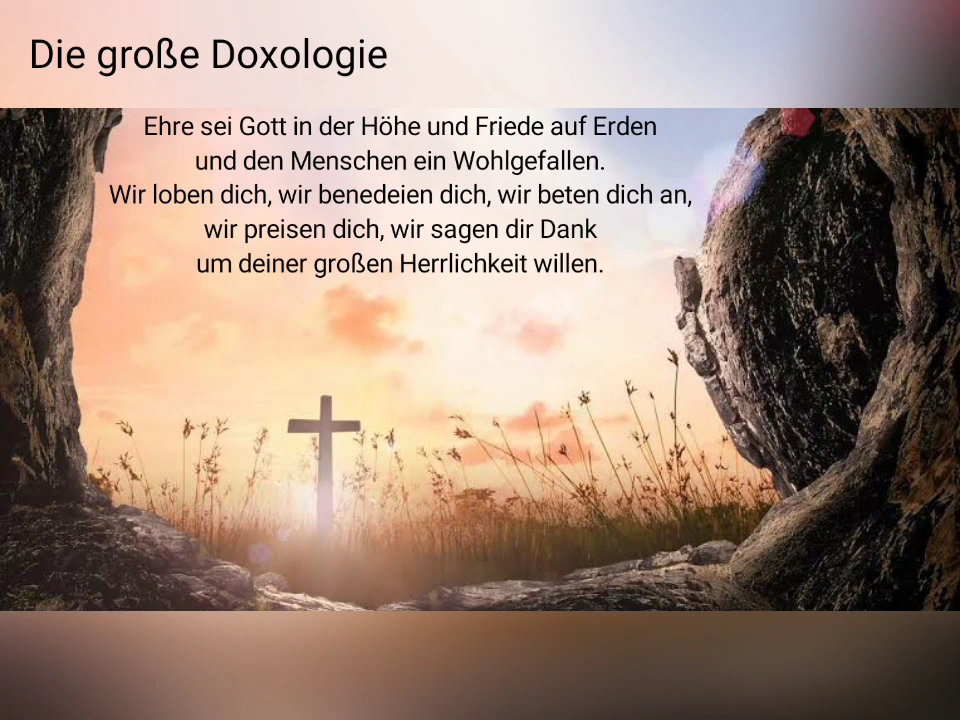 Die große Doxologie
Ehre sei Gott in der Höhe und Friede auf Erden
und den Menschen ein Wohlgefallen.
Wir loben dich, wir benedeien dich, wir beten dich an,
wir preisen dich, wir sagen dir Dank
um deiner großen Herrlichkeit willen.